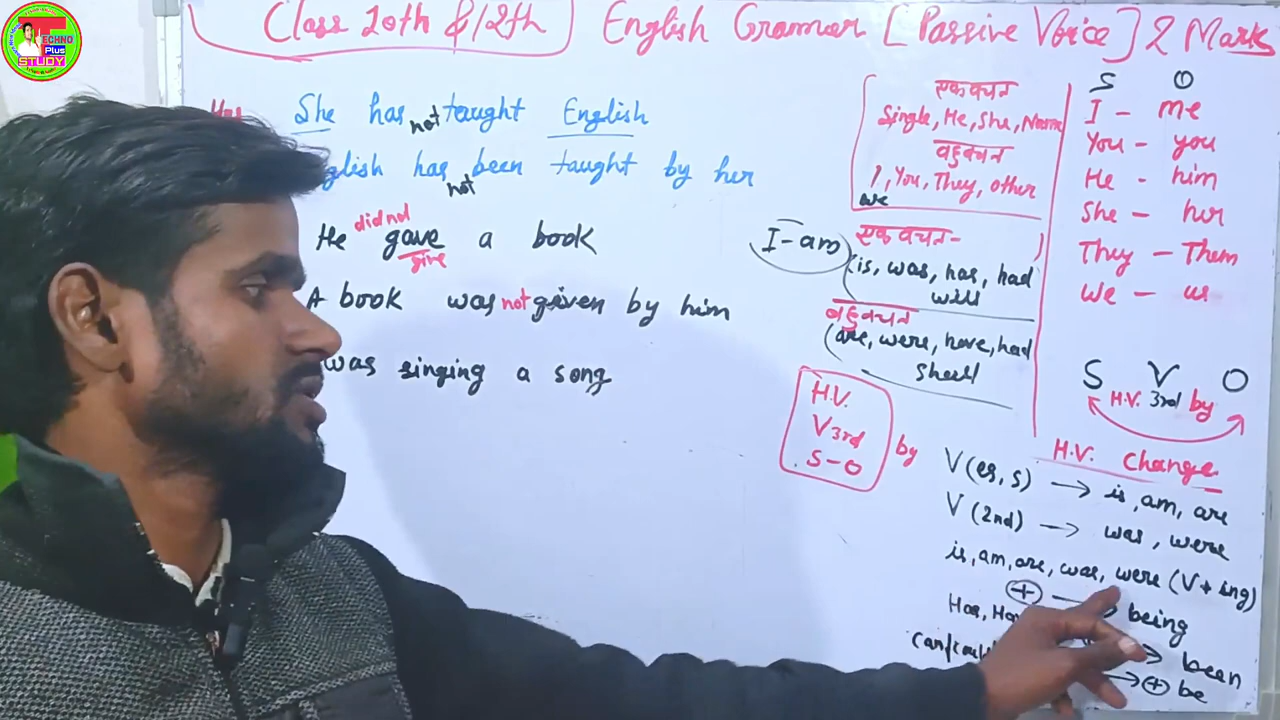 TECHNO
Plus
STUDY
Class 10th & 12th English Grammar [Passive Voice] 2 Mark
She has not taught English
glish has not been taught by her
did not
He gave a book
give
A book was not given by him
was singing a song
एकवचन
Single, He, She, Name
बहुवचन
I, You, They, other
we
I-am
एकवचन-
(is, was, has, had
will
बहुवचन
(are, were, have, had
shall
H.V.
V3rd
S-O
by
S O
I - me
You - you
He - him
She - her
They - Them
We - us
S V O
H.V. 3rd by
H.V. Change
V(es, s) → is, am, are
V(2nd) → was, were
is, am, are, was, were (V+ing)
+ → being
Has, → been
→ + be